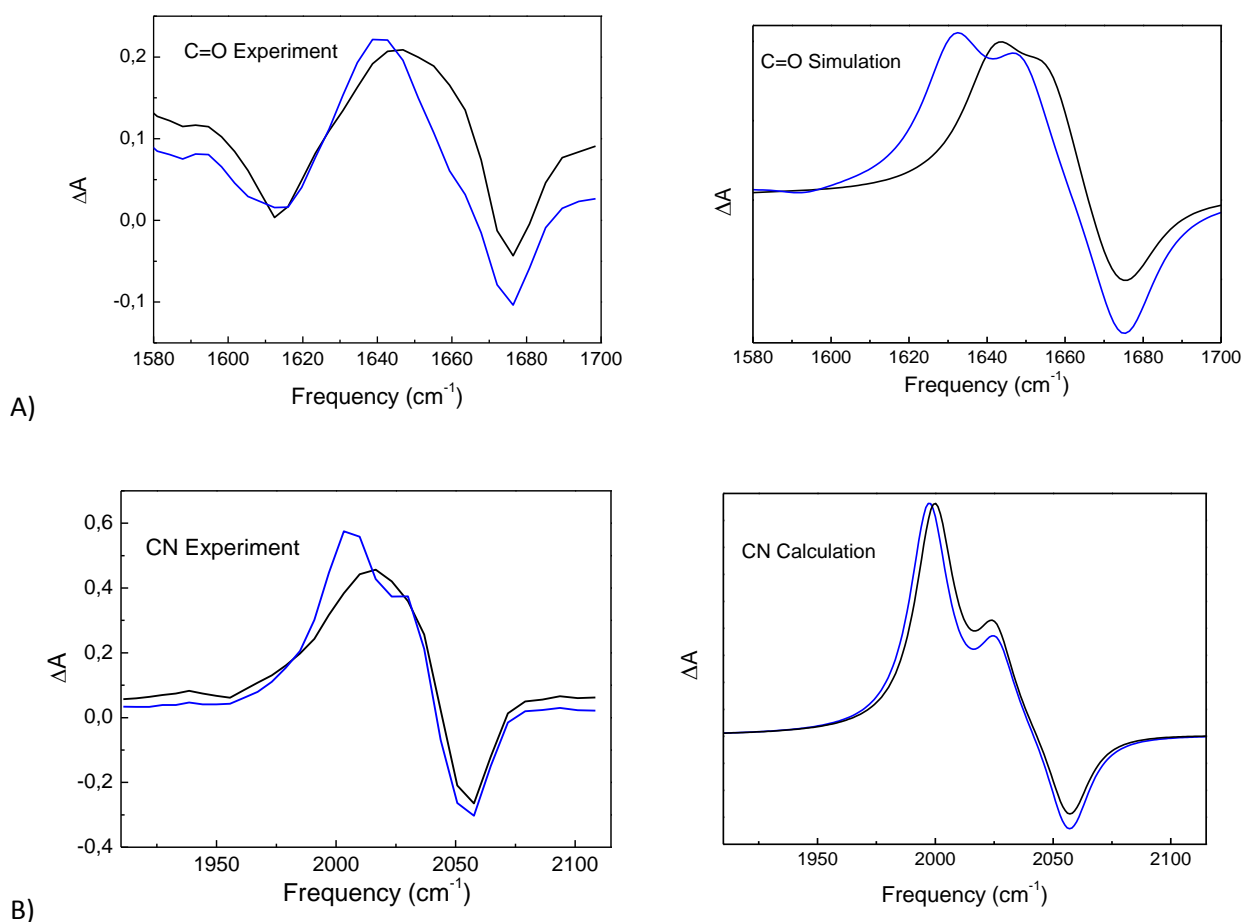 C=O Experiment
0,2
0,1
0,0
-0,1
ΔA
1580 1600 1620 1640 1660 1680 1700
Frequency (cm⁻¹)
C=O Simulation
ΔA
1580 1600 1620 1640 1660 1680 1700
Frequency (cm⁻¹)
A)
CN Experiment
0,6
0,4
0,2
0,0
-0,2
-0,4
ΔA
1950 2000 2050 2100
Frequency (cm⁻¹)
CN Calculation
ΔA
1950 2000 2050 2100
Frequency (cm⁻¹)
B)